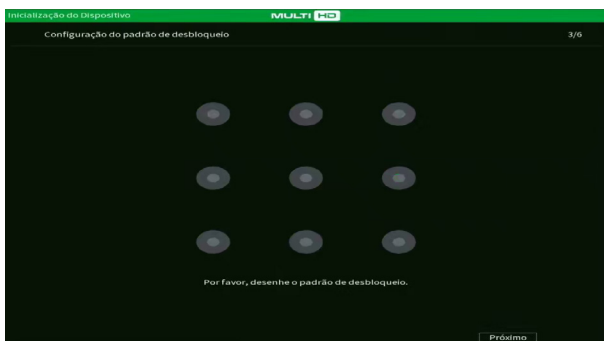 Inicialização do Dispositivo MULTI HD
Configuração do padrão de desbloqueio 3/6
Por favor, desenhe o padrão de desbloqueio.
Próximo